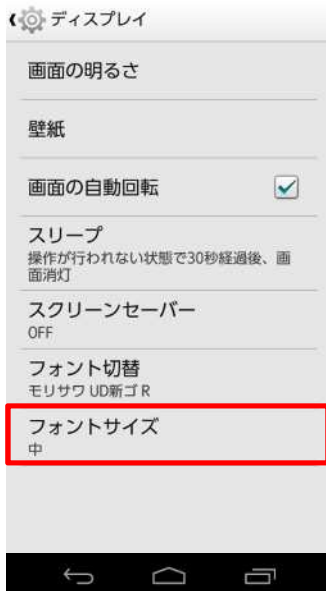 ディスプレイ
画面の明るさ
壁紙
画面の自動回転
スリープ
操作が行われない状態で30秒経過後、画
面消灯
スクリーンセーバー
OFF
フォント切替
モリサワ UD新ゴ R
フォントサイズ
中